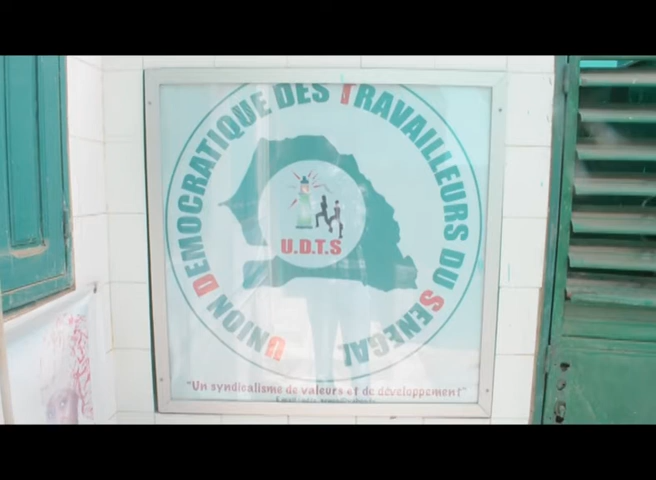 UNION DEMOCRATIQUE DES TRAVAILLEURS DU SENEGAL
U.D.T.S
"Un syndicalisme de valeurs et de développement"